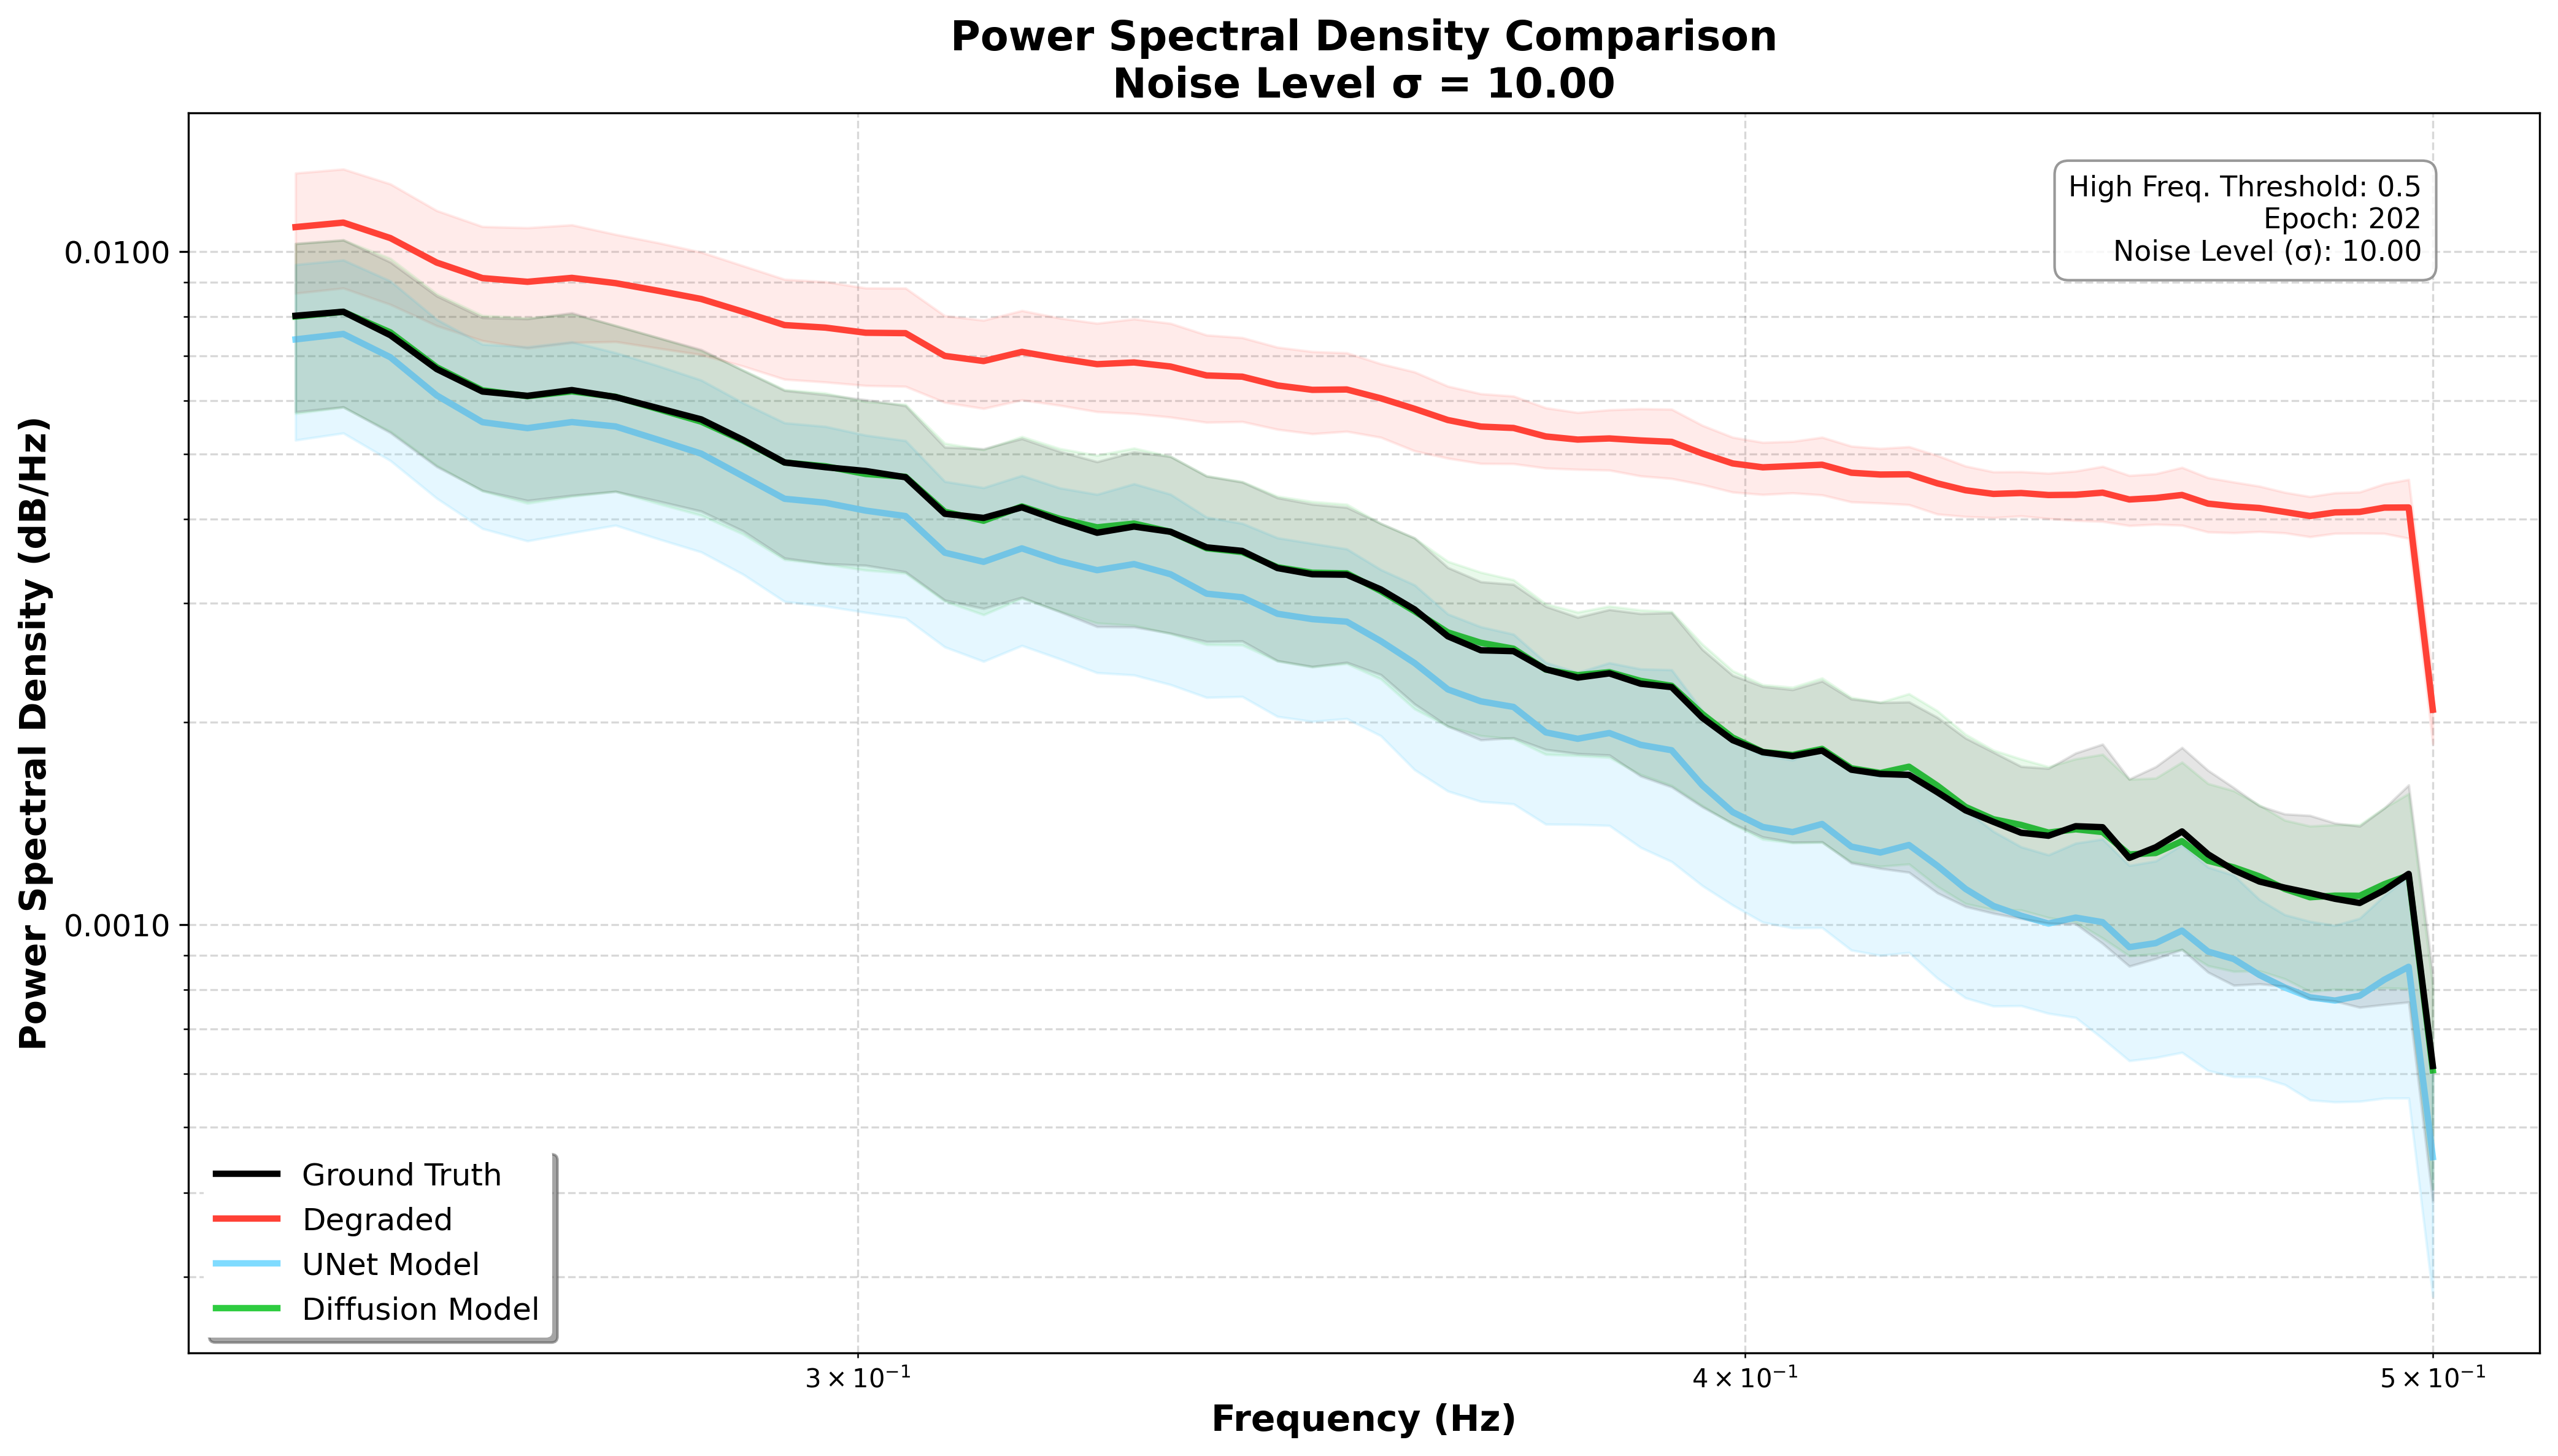 Power Spectral Density Comparison
Noise Level σ = 10.00
High Freq. Threshold: 0.5
Epoch: 202
Noise Level (σ): 10.00
Power Spectral Density (dB/Hz)
0.0100
0.0010
Ground Truth
Degraded
UNet Model
Diffusion Model
3 × 10⁻¹
4 × 10⁻¹
5 × 10⁻¹
Frequency (Hz)